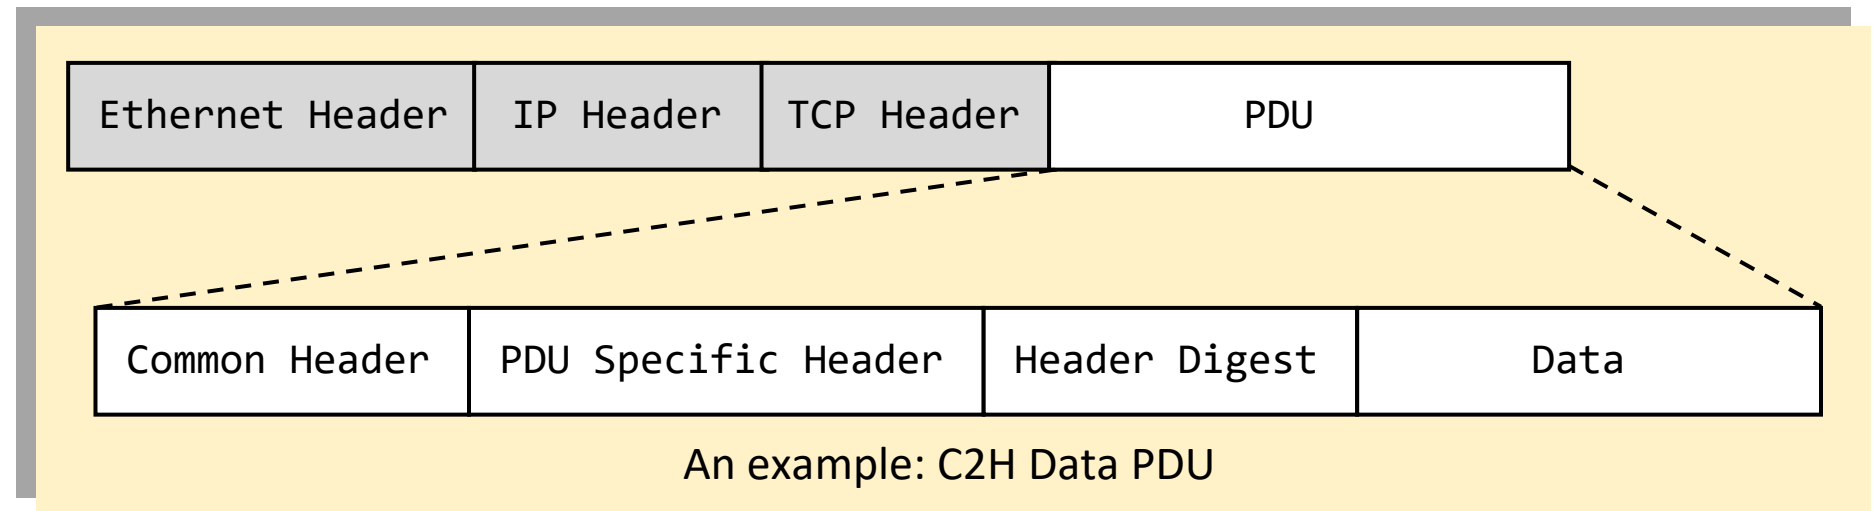 Ethernet Header IP Header TCP Header PDU
Common Header PDU Specific Header Header Digest Data
An example: C2H Data PDU